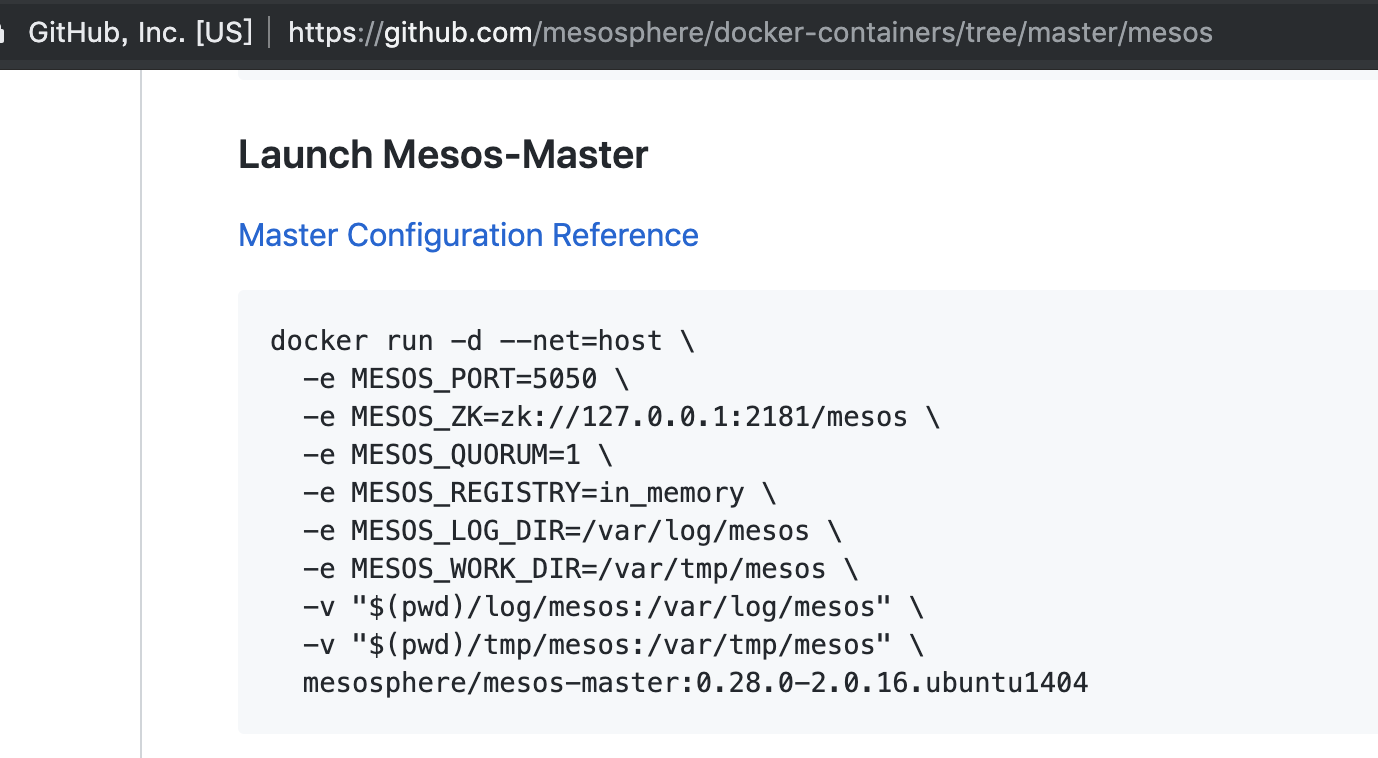 GitHub, Inc. [US] | https://github.com/mesosphere/docker-containers/tree/master/mesos
Launch Mesos-Master
Master Configuration Reference
docker run -d --net=host \
  -e MESOS_PORT=5050 \
  -e MESOS_ZK=zk://127.0.0.1:2181/mesos \
  -e MESOS_QUORUM=1 \
  -e MESOS_REGISTRY=in_memory \
  -e MESOS_LOG_DIR=/var/log/mesos \
  -e MESOS_WORK_DIR=/var/tmp/mesos \
  -v "$(pwd)/log/mesos:/var/log/mesos" \
  -v "$(pwd)/tmp/mesos:/var/tmp/mesos" \
  mesosphere/mesos-master:0.28.0-2.0.16.ubuntu1404